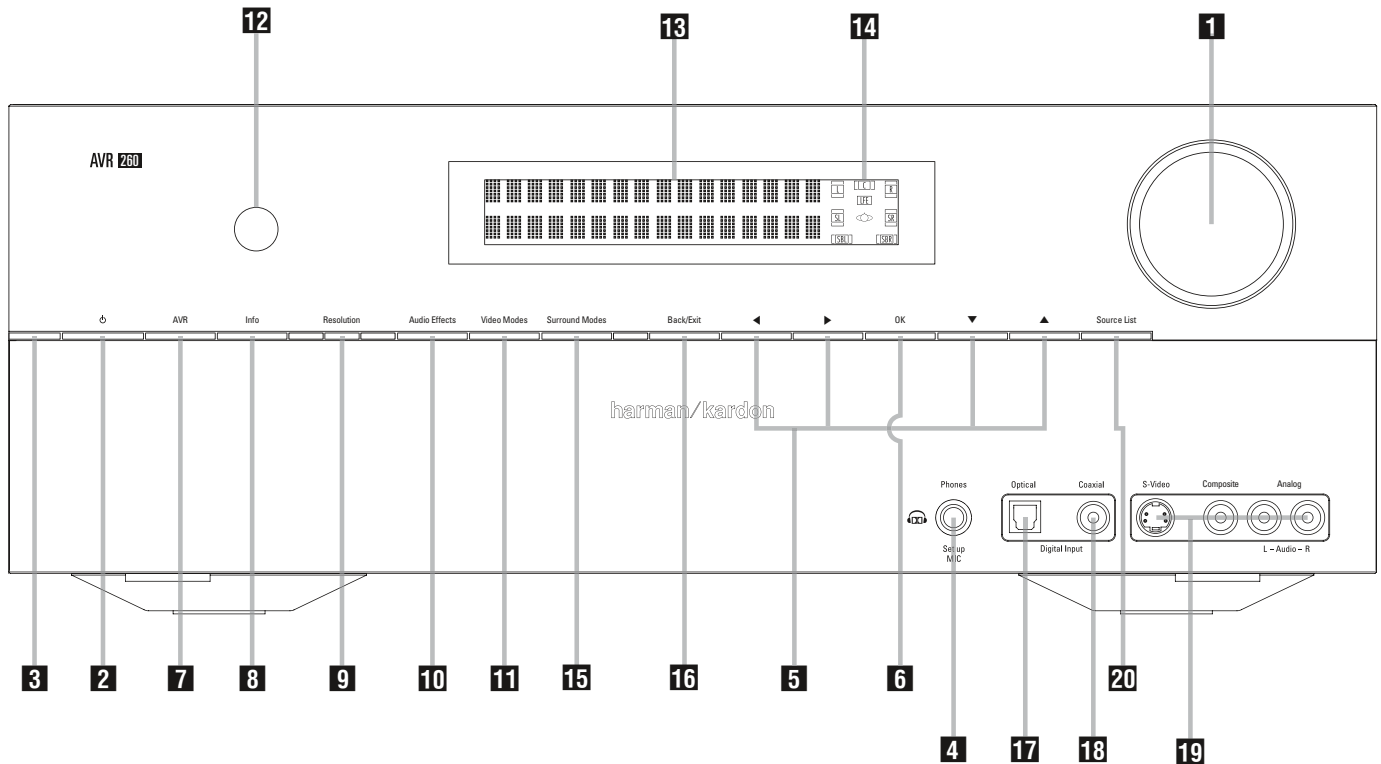 12 13 14 1
AVR 260
L C R
LFE
SL SR
SBL SBR
AVR Info Resolution Audio Effects Video Modes Surround Modes Back/Exit OK Source List
harman/kardon
Phones Optical Coaxial S-Video Composite Analog
Setup Digital Input L – Audio – R
MIC
3 2 7 8 9 10 11 15 16 5 6 20
4 17 18 19